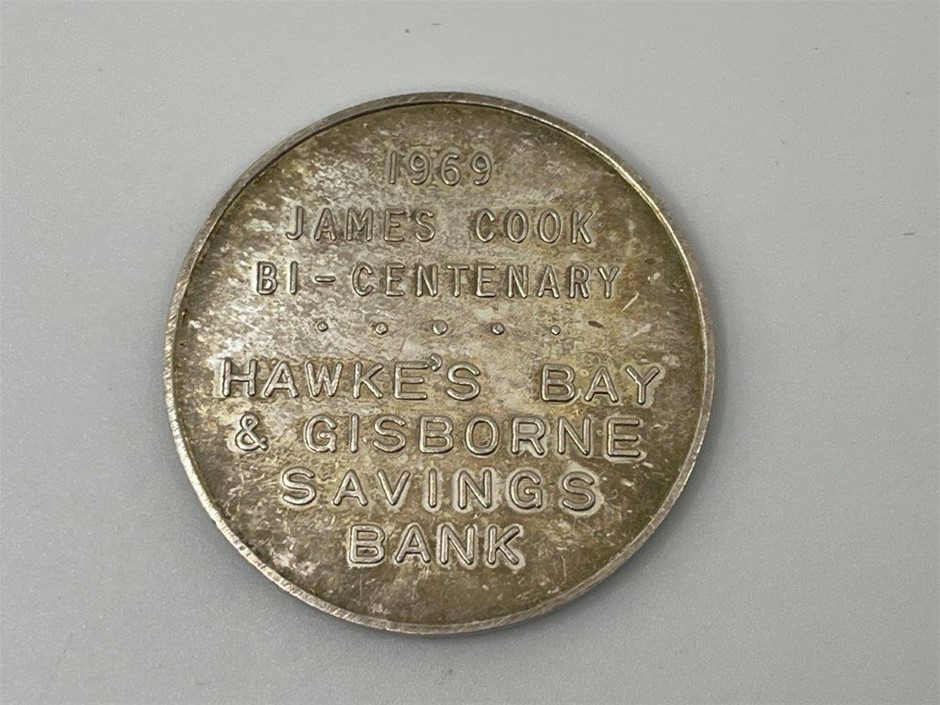 1969
JAMES COOK
BI-CENTENARY
HAWKE'S BAY
& GISBORNE
SAVINGS
BANK